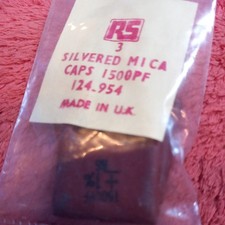 RS
3
SILVERED MICA
CAPS 1500PF
124.954
MADE IN U.K.